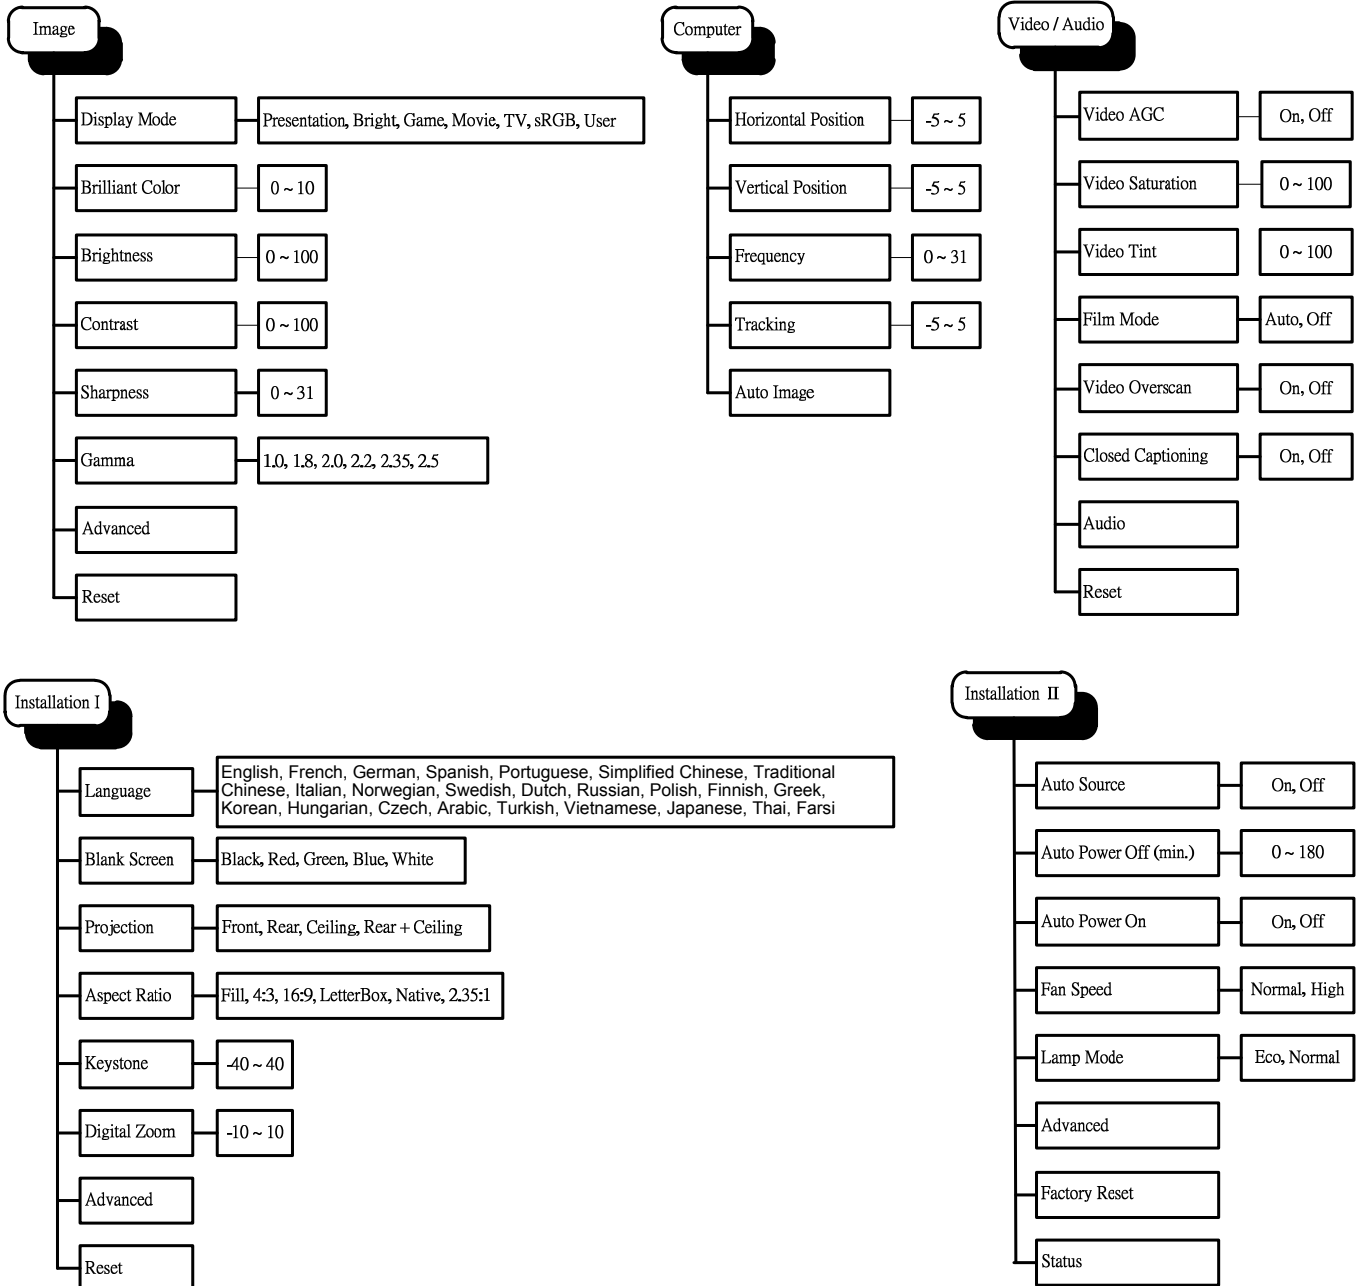 Image
Display Mode
Presentation, Bright, Game, Movie, TV, sRGB, User
Brilliant Color
0 ~ 10
Brightness
0 ~ 100
Contrast
0 ~ 100
Sharpness
0 ~ 31
Gamma
1.0, 1.8, 2.0, 2.2, 2.35, 2.5
Advanced
Reset
Computer
Horizontal Position
-5 ~ 5
Vertical Position
-5 ~ 5
Frequency
0 ~ 31
Tracking
-5 ~ 5
Auto Image
Video / Audio
Video AGC
On, Off
Video Saturation
0 ~ 100
Video Tint
0 ~ 100
Film Mode
Auto, Off
Video Overscan
On, Off
Closed Captioning
On, Off
Audio
Reset
Installation I
Language
English, French, German, Spanish, Portuguese, Simplified Chinese, Traditional
Chinese, Italian, Norwegian, Swedish, Dutch, Russian, Polish, Finnish, Greek,
Korean, Hungarian, Czech, Arabic, Turkish, Vietnamese, Japanese, Thai, Farsi
Blank Screen
Black, Red, Green, Blue, White
Projection
Front, Rear, Ceiling, Rear + Ceiling
Aspect Ratio
Fill, 4:3, 16:9, LetterBox, Native, 2.35:1
Keystone
-40 ~ 40
Digital Zoom
-10 ~ 10
Advanced
Reset
Installation II
Auto Source
On, Off
Auto Power Off (min.)
0 ~ 180
Auto Power On
On, Off
Fan Speed
Normal, High
Lamp Mode
Eco, Normal
Advanced
Factory Reset
Status